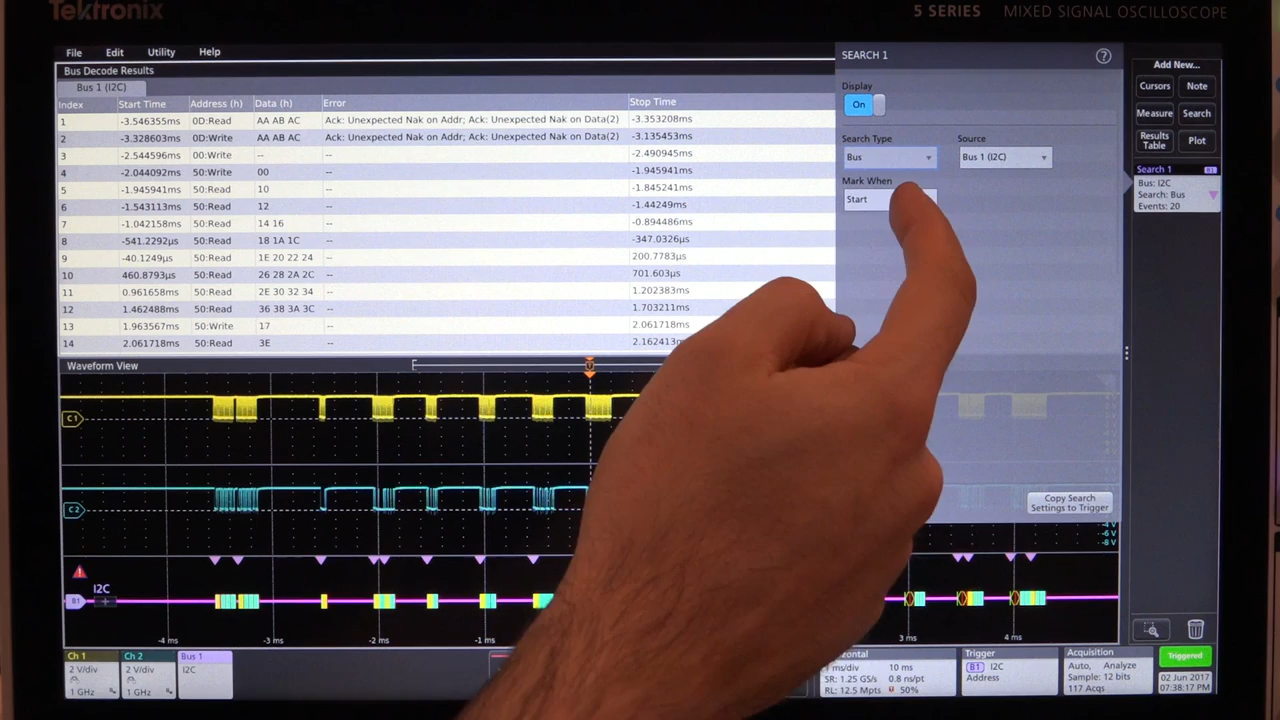 Tektronix
5 SERIES MIXED SIGNAL OSCILLOSCOPE
File Edit Utility Help
Bus Decode Results
Bus 1 (I2C)
Index Start Time Address (h) Data (h) Error Stop Time
1 -3.546355ms 0D:Read AA AB AC Ack: Unexpected Nak on Addr; Ack: Unexpected Nak on Data(2) -3.353208ms
2 -3.328603ms 0D:Write AA AB AC Ack: Unexpected Nak on Addr; Ack: Unexpected Nak on Data(2) -3.135453ms
3 -2.544596ms 00:Write -- -- -2.490945ms
4 -2.044092ms 50:Write 00 -- -1.945941ms
5 -1.945941ms 50:Read 10 -- -1.845241ms
6 -1.543113ms 50:Read 12 -- -1.44249ms
7 -1.042158ms 50:Read 14 16 -- -0.894486ms
8 -541.2292µs 50:Read 18 1A 1C -- -347.0326µs
9 -40.1249µs 50:Read 1E 20 22 24 -- 200.7783µs
10 460.8793µs 50:Read 26 28 2A 2C -- 701.603µs
11 0.961658ms 50:Read 2E 30 32 34 -- 1.202383ms
12 1.462488ms 50:Read 36 38 3A 3C -- 1.703211ms
13 1.963567ms 50:Write 17 -- 2.061718ms
14 2.061718ms 50:Read 3E -- 2.162413m
SEARCH 1 ?
Display
On
Search Type Source
Bus Bus 1 (I2C)
Mark When
Start
Copy Search
Settings to Trigger
Add New...
Cursors Note
Measure Search
Results
Table Plot
Search 1 B1
Bus: I2C
Search: Bus
Events: 20
Waveform View
C1
C2
-4 V
-6 V
-8 V
I2C
B1 +
-4 ms -3 ms -2 ms -1 ms 3 ms 4 ms
Ch 1
2 V/div
1 GHz
Ch 2
2 V/div
1 GHz
Bus 1
I2C
ms/div 10 ms
SR: 1.25 GS/s 0.8 ns/pt
RL: 12.5 Mpts 50%
Trigger
B1 I2C
Address
Acquisition
Auto, Analyze
Sample: 12 bits
117 Acqs
Triggered
02 Jun 2017
7:38:17 PM